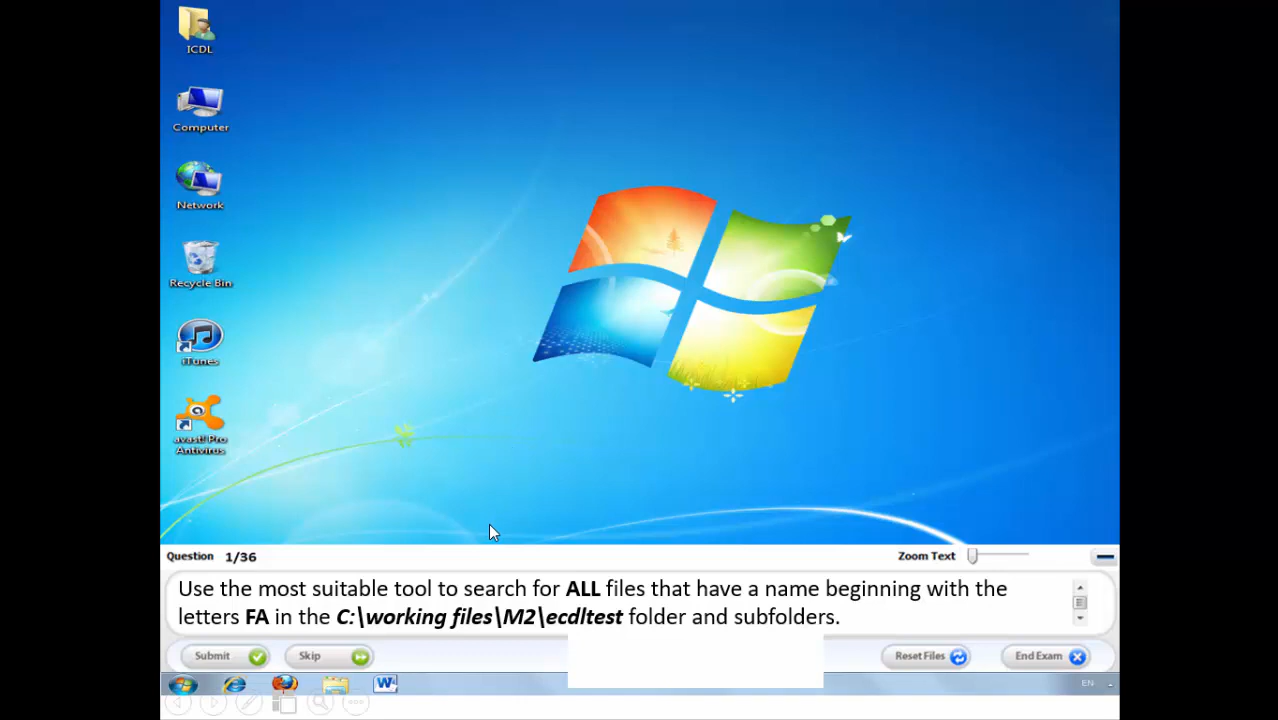 ICDL
Computer
Network
Recycle Bin
iTunes
avast! Pro
Antivirus
Question 1/36
Zoom Text
Use the most suitable tool to search for ALL files that have a name beginning with the
letters FA in the C:\working files\M2\ecdltest folder and subfolders.
Submit
Skip
Reset Files
End Exam
EN